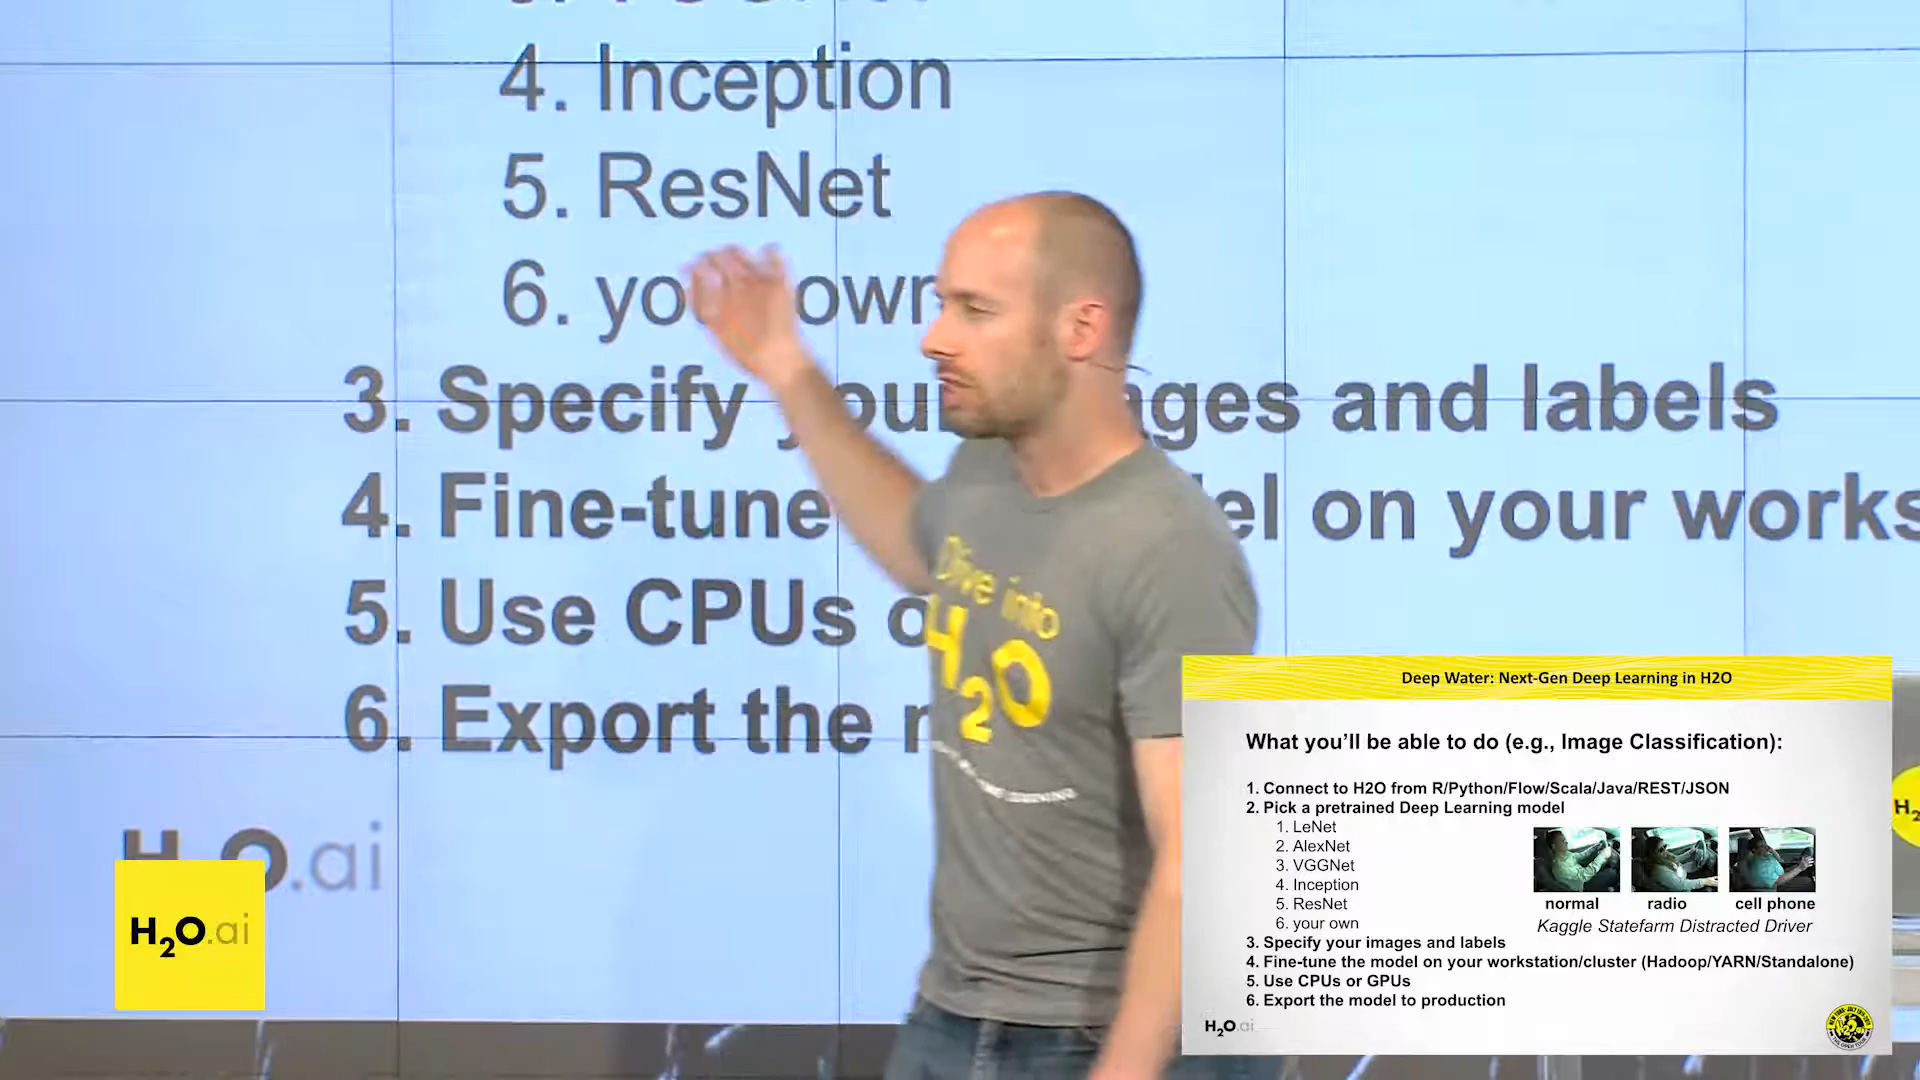 4. Inception
5. ResNet
6. own
3. Specify and labels
4. Fine-tune on your
5. Use CPUs
6. Export the
H2O.ai
Dive into
H2O
H2O.ai
Deep Water: Next-Gen Deep Learning in H2O
What you'll be able to do (e.g., Image Classification):
1. Connect to H2O from R/Python/Flow/Scala/Java/REST/JSON
2. Pick a pretrained Deep Learning model
1. LeNet
2. AlexNet
3. VGGNet
4. Inception
5. ResNet
6. your own
normal radio cell phone
Kaggle Statefarm Distracted Driver
3. Specify your images and labels
4. Fine-tune the model on your workstation/cluster (Hadoop/YARN/Standalone)
5. Use CPUs or GPUs
6. Export the model to production
H2O.ai